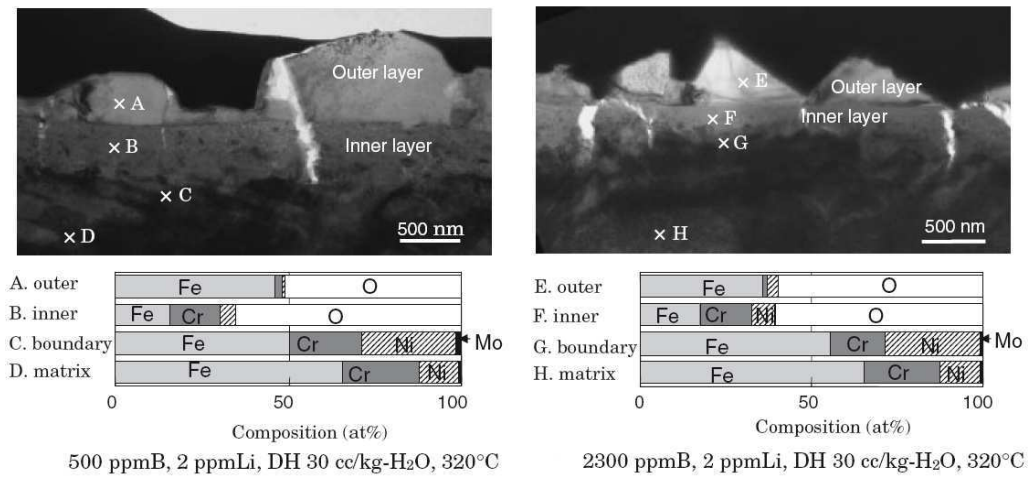 Outer layer
Inner layer
× A
× B
× C
× D
500 nm
Outer layer
Inner layer
× E
× F
× G
× H
500 nm
A. outer Fe O
B. inner Fe Cr O
C. boundary Fe Cr Ni Mo
D. matrix Fe Cr Ni
0 50 100
Composition (at%)
500 ppmB, 2 ppmLi, DH 30 cc/kg-H₂O, 320°C
E. outer Fe O
F. inner Fe Cr Ni O
G. boundary Fe Cr Ni Mo
H. matrix Fe Cr Ni
0 50 100
Composition (at%)
2300 ppmB, 2 ppmLi, DH 30 cc/kg-H₂O, 320°C